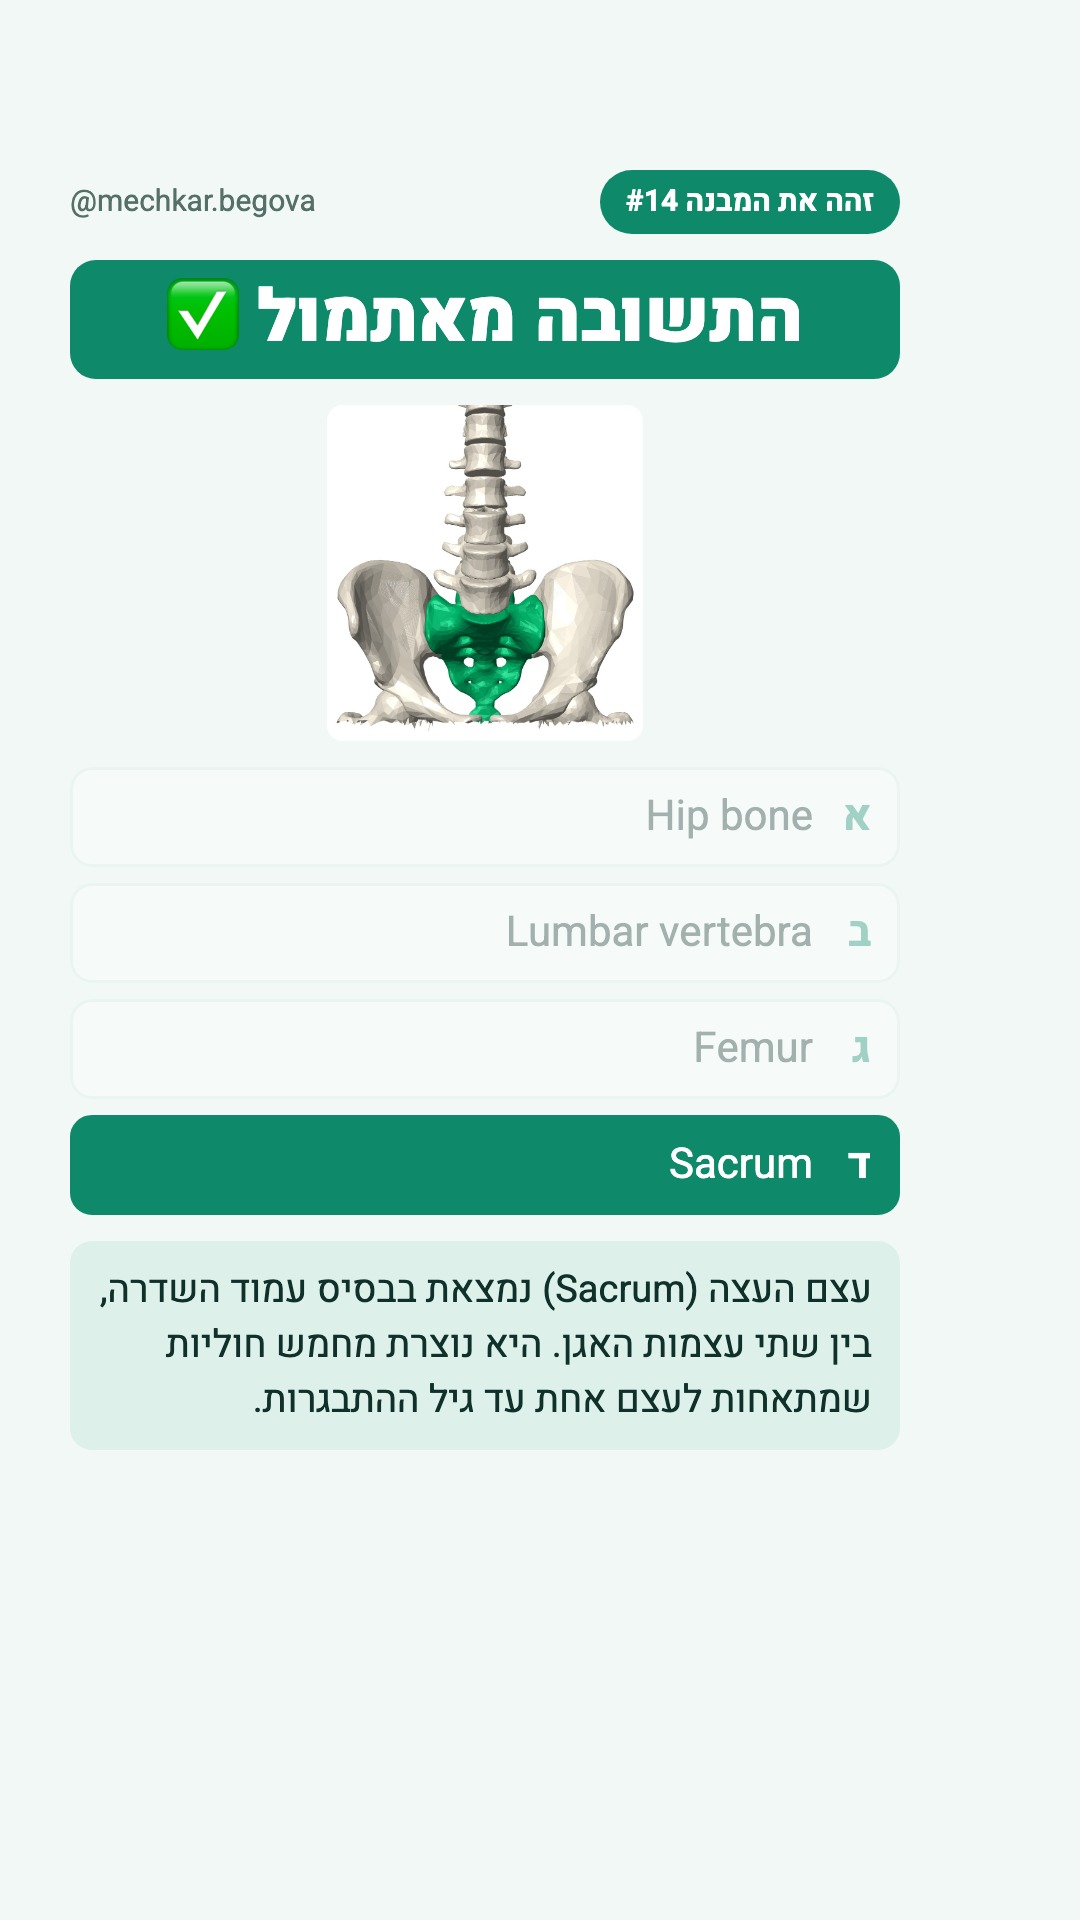 @mechkar.begova
זהה את המבנה #14
התשובה מאתמול ✅
א Hip bone
ב Lumbar vertebra
ג Femur
ד Sacrum
עצם העצה (Sacrum) נמצאת בבסיס עמוד השדרה,
בין שתי עצמות האגן. היא נוצרת מחמש חוליות
שמתאחות לעצם אחת עד גיל ההתבגרות.